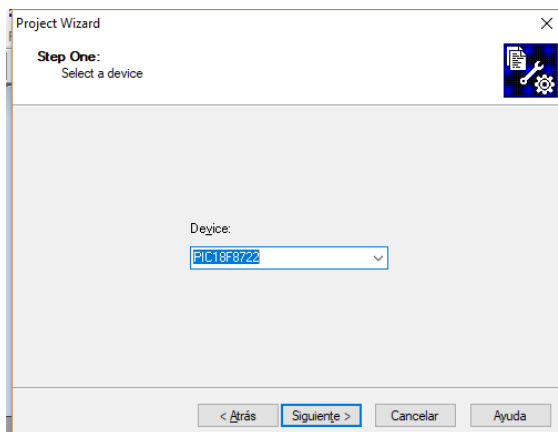 Project Wizard
Step One:
Select a device
Device:
PIC18F8722
< Atrás
Siguiente >
Cancelar
Ayuda